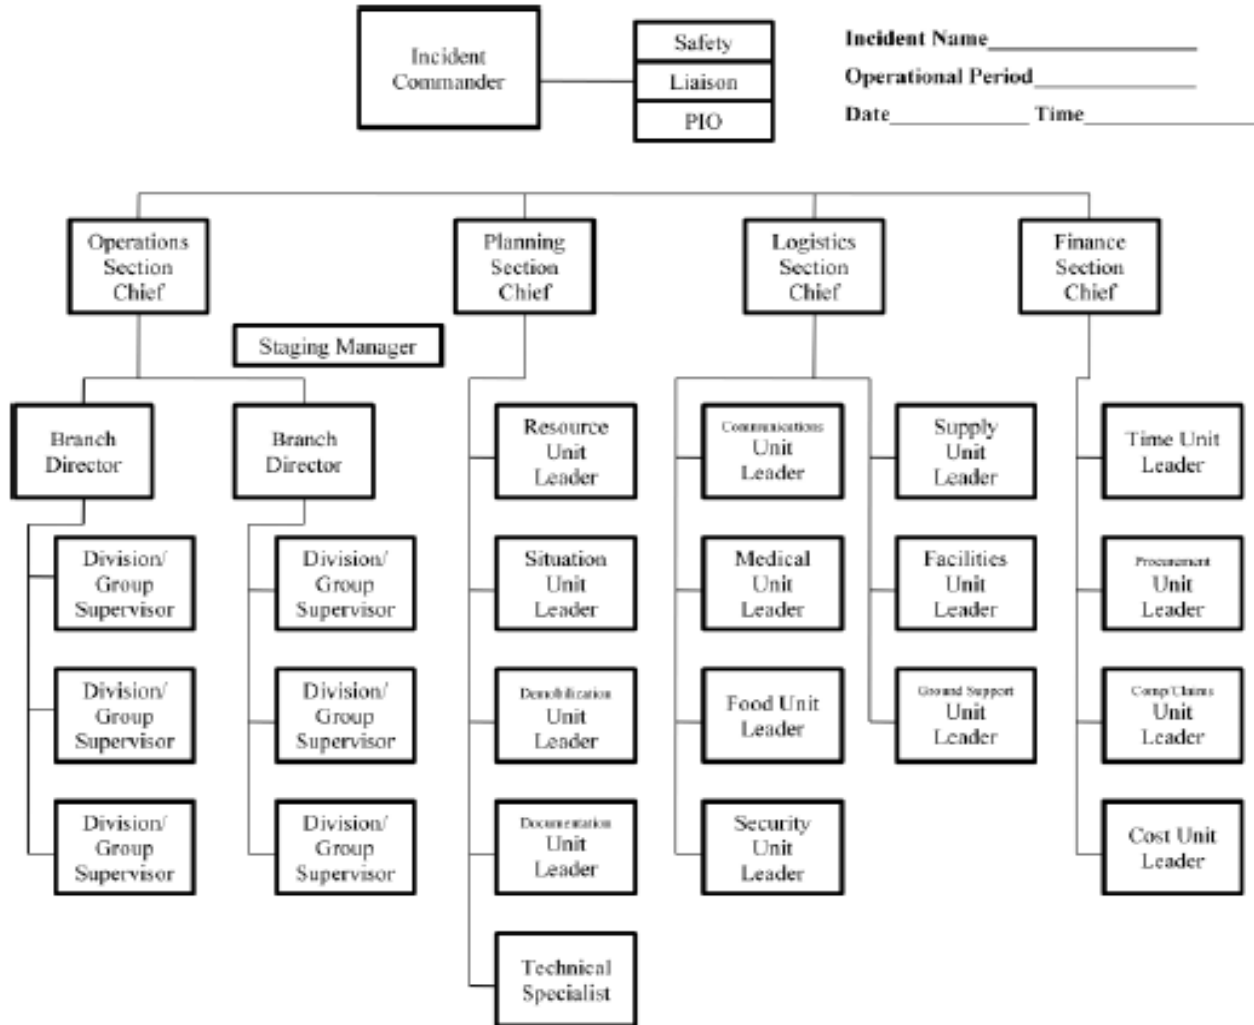 Incident
Commander
Safety
Liaison
PIO
Incident Name____________________
Operational Period________________
Date______________ Time_________________
Operations
Section
Chief
Planning
Section
Chief
Logistics
Section
Chief
Finance
Section
Chief
Staging Manager
Branch
Director
Branch
Director
Resource
Unit
Leader
Communications
Unit
Leader
Supply
Unit
Leader
Time Unit
Leader
Division/
Group
Supervisor
Division/
Group
Supervisor
Situation
Unit
Leader
Medical
Unit
Leader
Facilities
Unit
Leader
Procurement
Unit
Leader
Division/
Group
Supervisor
Division/
Group
Supervisor
Demobilization
Unit
Leader
Food Unit
Leader
Ground Support
Unit
Leader
Comp/Claims
Unit
Leader
Division/
Group
Supervisor
Division/
Group
Supervisor
Documentation
Unit
Leader
Security
Unit
Leader
Cost Unit
Leader
Technical
Specialist